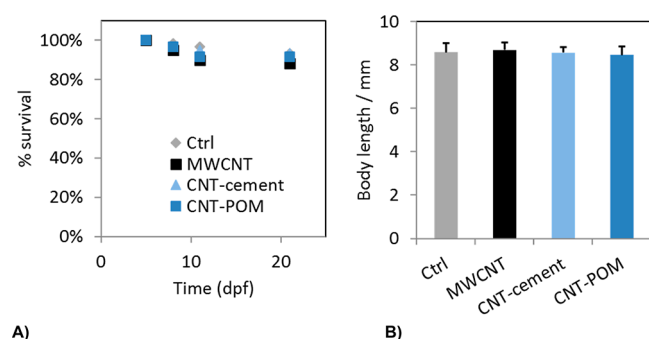 100%
80%
60%
40%
20%
0%
% survival
Ctrl
MWCNT
CNT-cement
CNT-POM
0
10
20
Time (dpf)
A)
10
8
6
4
2
0
Body length / mm
Ctrl
MWCNT
CNT-cement
CNT-POM
B)